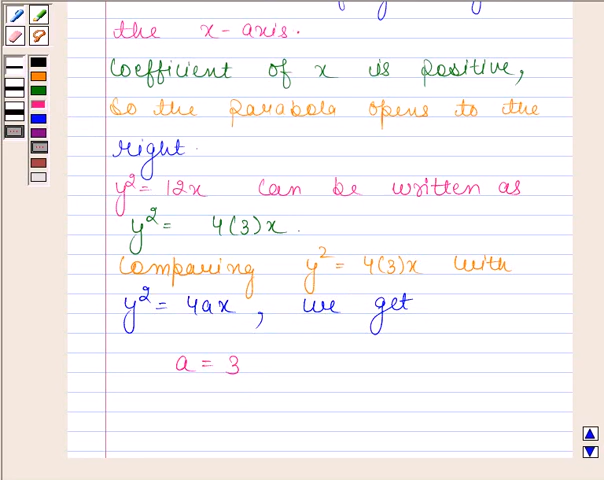 the x-axis.
Coefficient of x is positive,
So the parabola opens to the
right.
y² = 12x can be written as
y² = 4(3)x.
Comparing y² = 4(3)x with
y² = 4ax, we get
a = 3